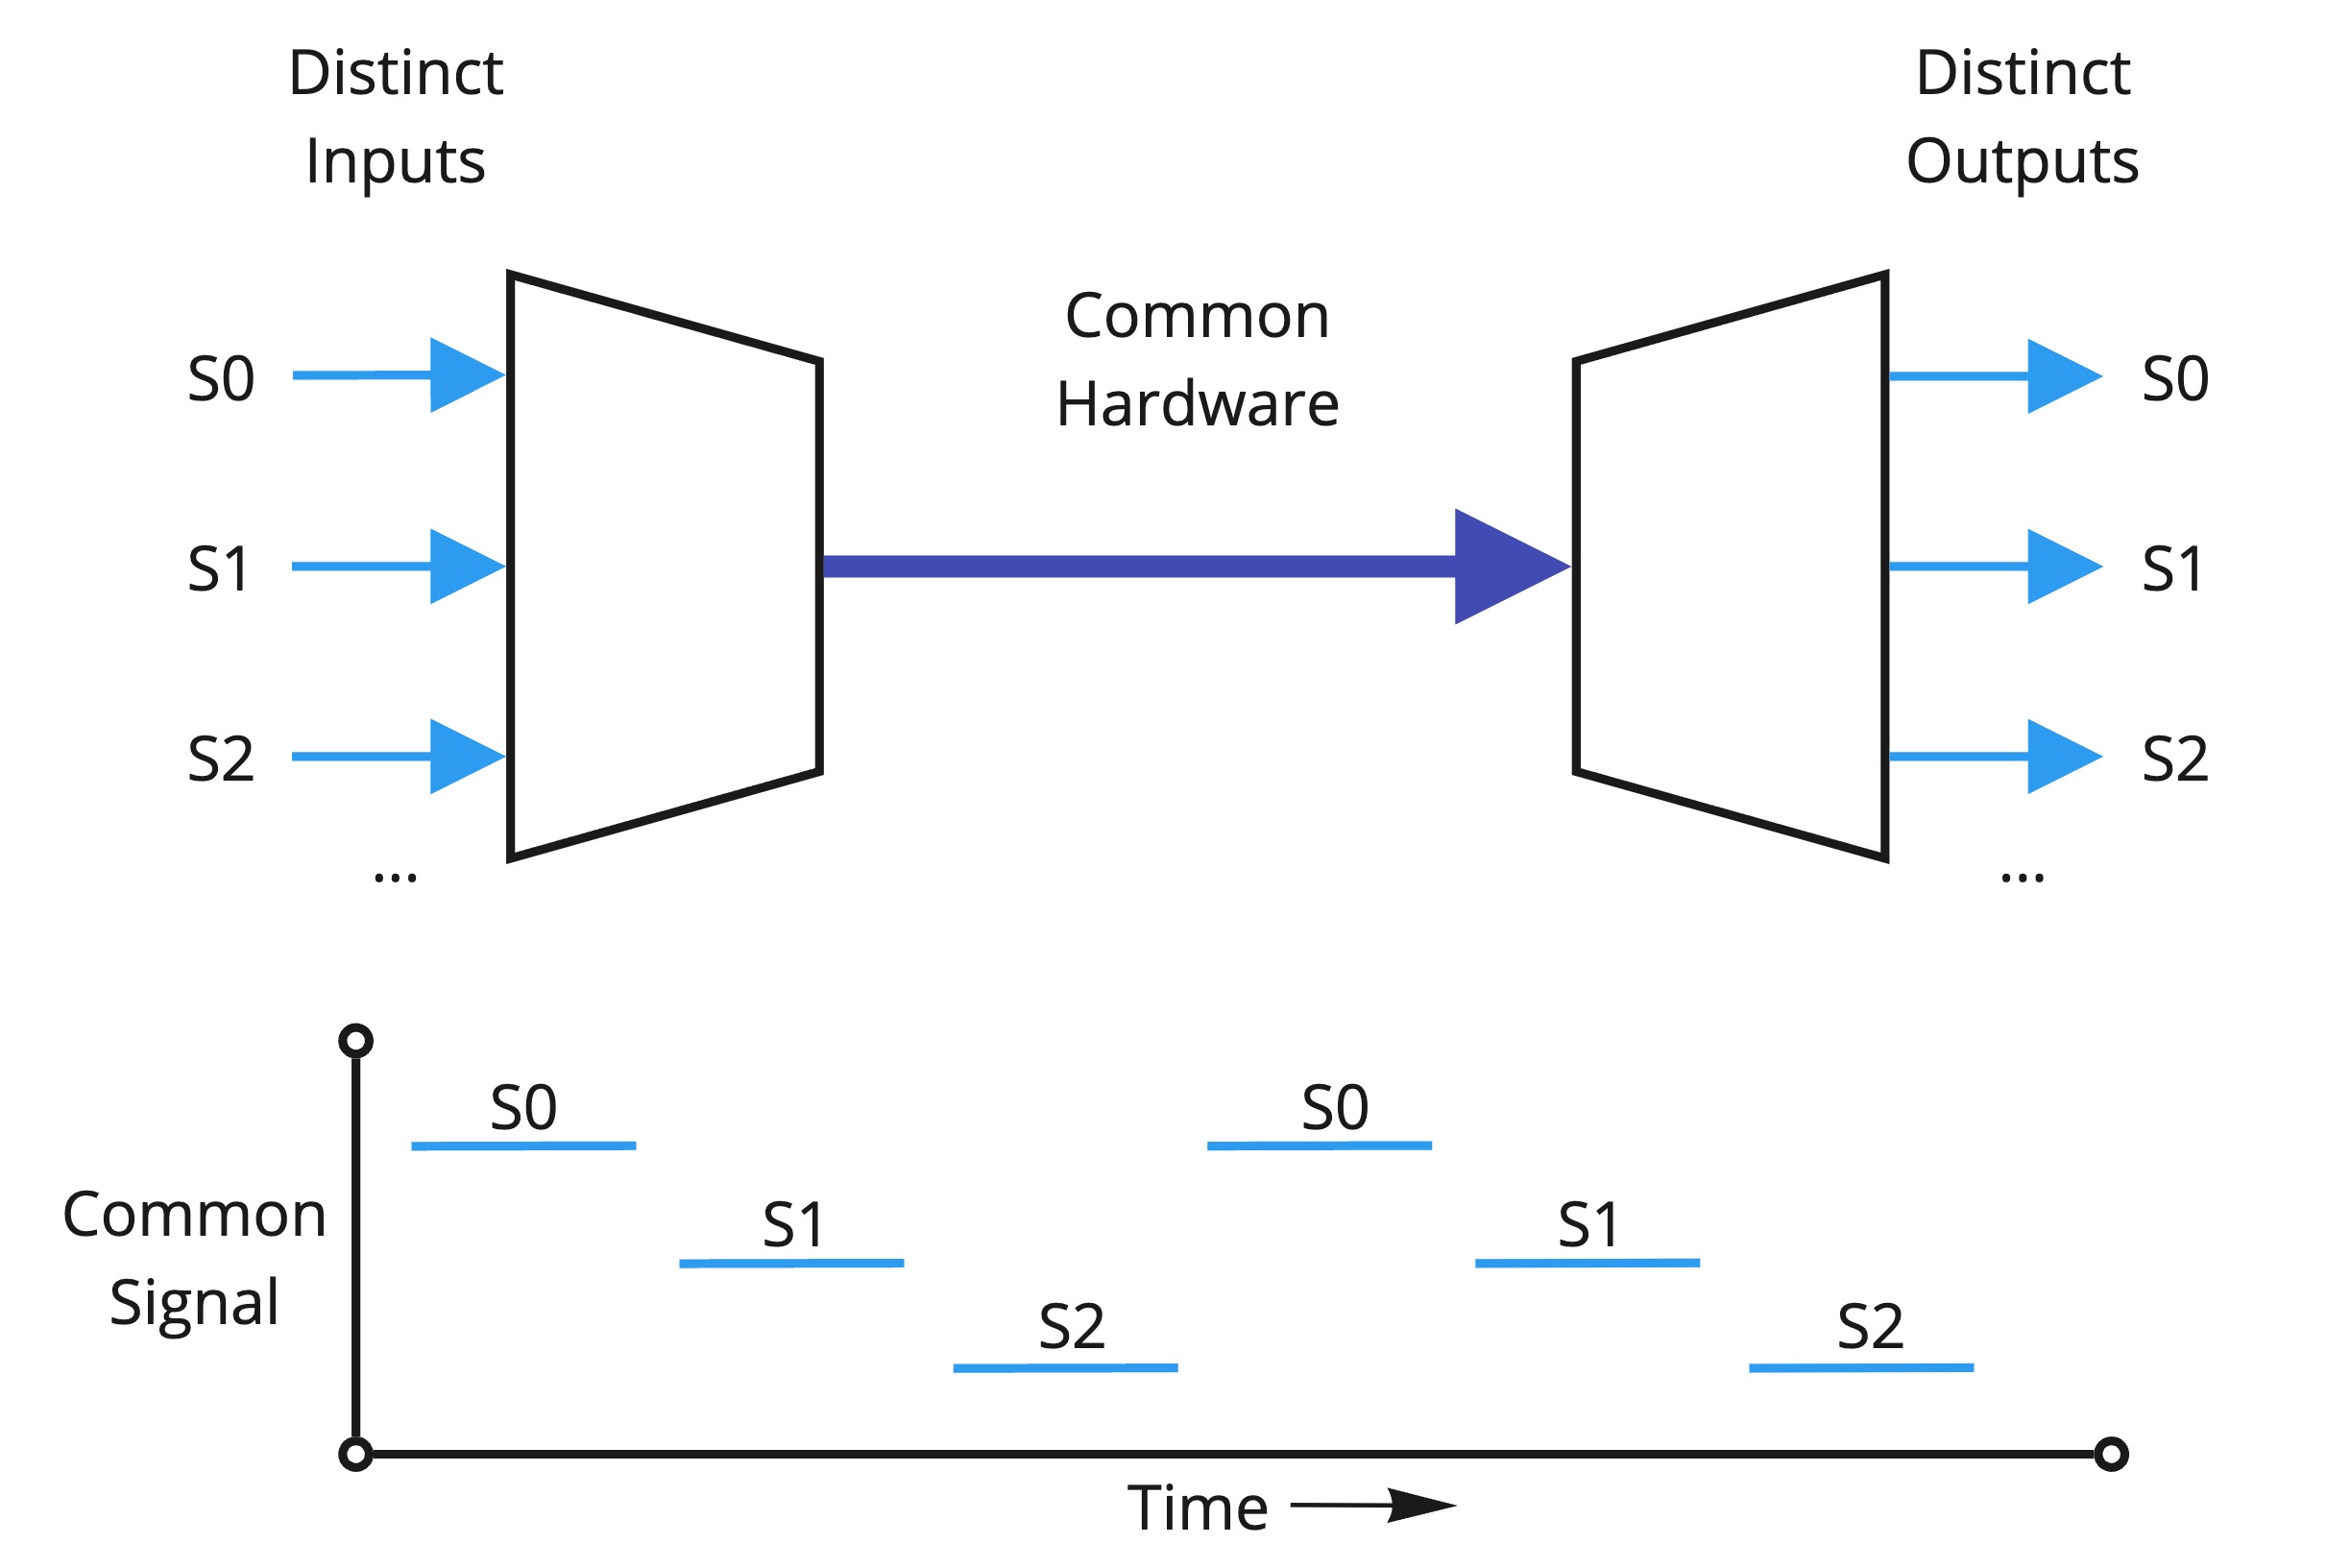 Distinct
Inputs
Distinct
Outputs
Common
Hardware
S0
S0
S1
S1
S2
S2
...
...
S0
S0
S1
S1
S2
S2
Common
Signal
Time